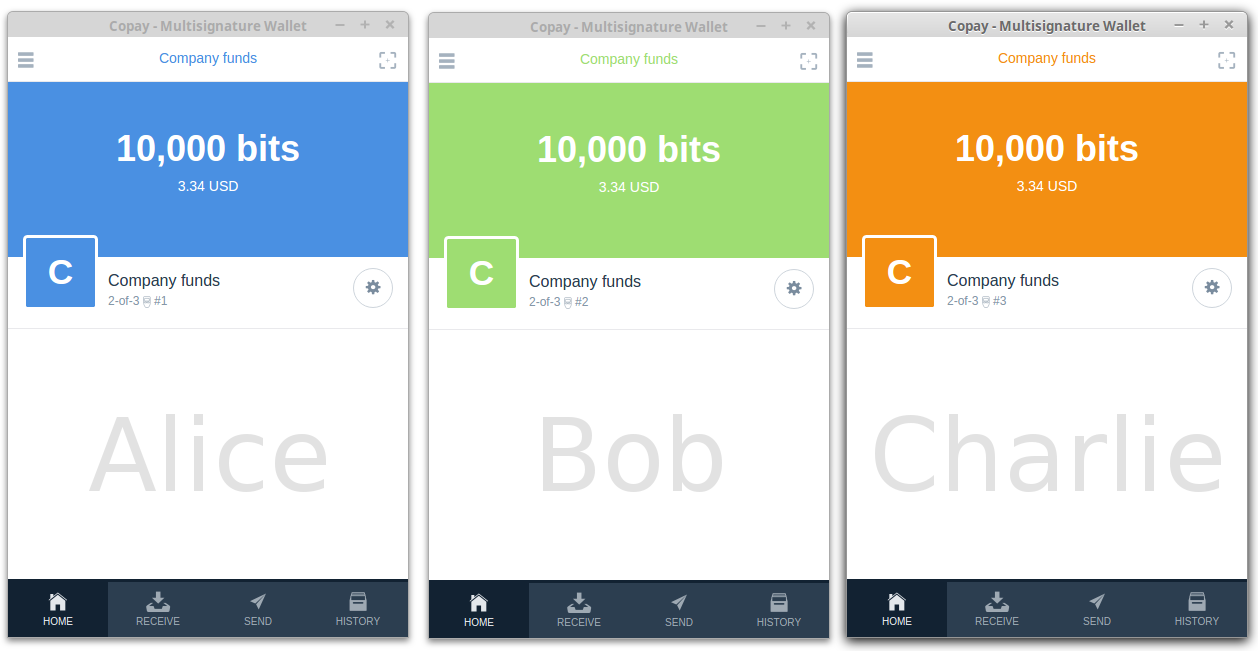 Copay - Multisignature Wallet
Company funds
10,000 bits
3.34 USD
C
Company funds
2-of-3 #1
Alice
HOME RECEIVE SEND HISTORY
Copay - Multisignature Wallet
Company funds
10,000 bits
3.34 USD
C
Company funds
2-of-3 #2
Bob
HOME RECEIVE SEND HISTORY
Copay - Multisignature Wallet
Company funds
10,000 bits
3.34 USD
C
Company funds
2-of-3 #3
Charlie
HOME RECEIVE SEND HISTORY